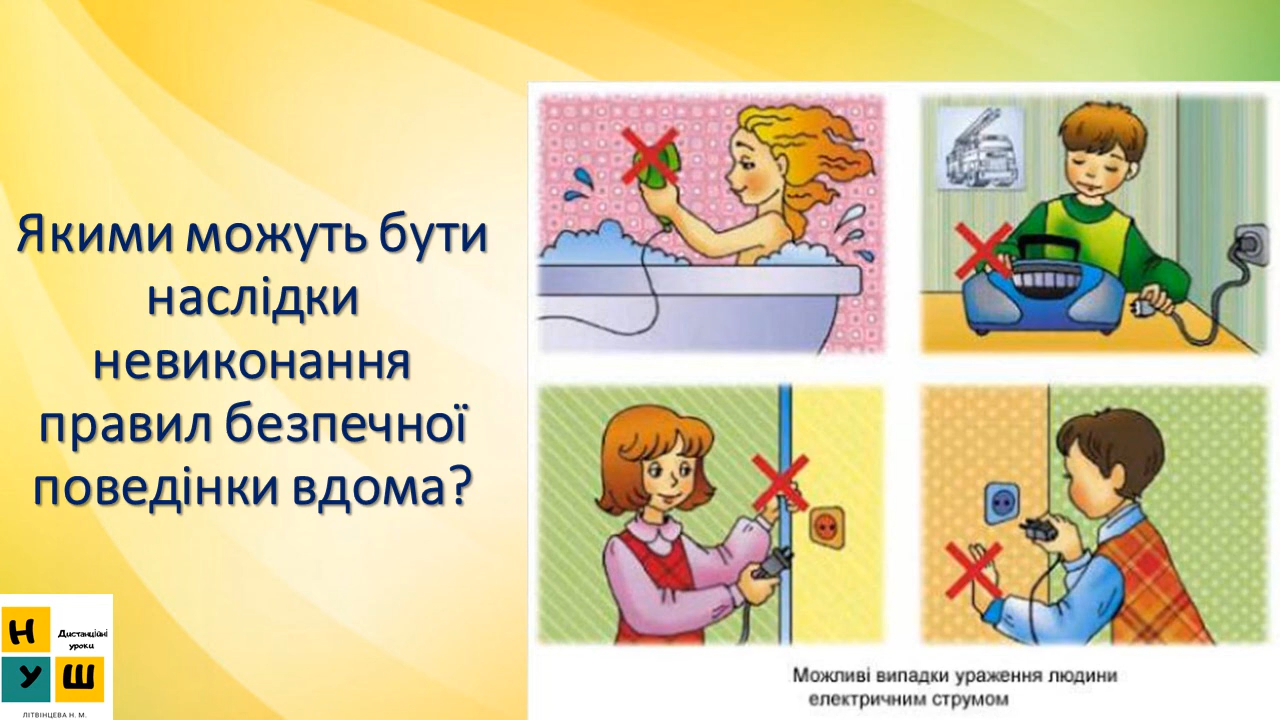 Якими можуть бути
наслідки
невиконання
правил безпечної
поведінки вдома?
Можливі випадки ураження людини
електричним струмом
Н
Дистанційні
уроки
У Ш
ЛІТВІНЦЕВА Н. М.